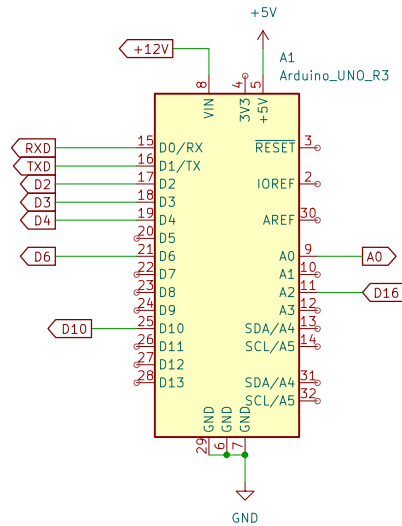 +5V
+12V
A1
Arduino_UNO_R3
8
4
5
VIN
3V3
+5V
RXD 15 D0/RX RESET 3
TXD 16 D1/TX
D2 17 D2 IOREF 2
D3 18 D3
D4 19 D4 AREF 30
20 D5
D6 21 D6 A0 9 A0
22 D7 A1 10
23 D8 A2 11 D16
24 D9 A3 12
D10 25 D10 SDA/A4 13
26 D11 SCL/A5 14
27 D12
28 D13 SDA/A4 31
SCL/A5 32
GND
GND
GND
29
6
7
GND